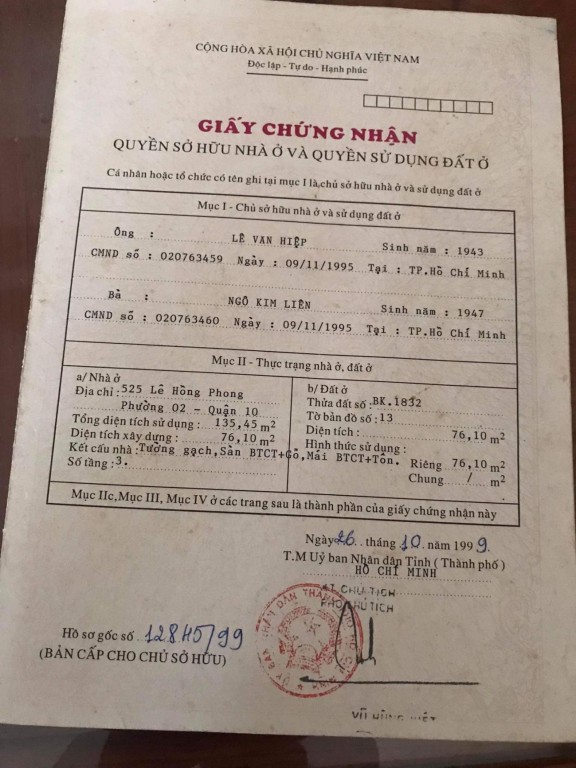 CỘNG HÒA XÃ HỘI CHỦ NGHĨA VIỆT NAM
Độc lập - Tự do - Hạnh phúc
GIẤY CHỨNG NHẬN
QUYỀN SỞ HỮU NHÀ Ở VÀ QUYỀN SỬ DỤNG ĐẤT Ở
Cá nhân hoặc tổ chức có tên ghi tại mục I là chủ sở hữu nhà ở và sử dụng đất ở
Mục I - Chủ sở hữu nhà ở và sử dụng đất ở
Ông : LÊ VĂN HIỆP Sinh năm : 1943
CMND số : 020763459 Ngày : 09/11/1995 Tại : TP.Hồ Chí Minh
Bà : NGÔ KIM LIÊN Sinh năm : 1947
CMND số : 020763460 Ngày : 09/11/1995 Tại : TP.Hồ Chí Minh
Mục II - Thực trạng nhà ở, đất ở
a/ Nhà ở
Địa chỉ : 525 Lê Hồng Phong
Phường 02 - Quận 10
Tổng diện tích sử dụng : 135,45 m2
Diện tích xây dựng : 76,10 m2
Kết cấu nhà : Tường gạch, Sàn BTCT+Gỗ, Mái BTCT+Tôn.
Số tầng : 3.
b/ Đất ở
Thửa đất số : BK.1832
Tờ bản đồ số : 13
Diện tích : 76,10 m2
Hình thức sử dụng :
Riêng 76,10 m2
Chung / m2
Mục IIc, Mục III, Mục IV ở các trang sau là thành phần của giấy chứng nhận này
Ngày 26 . tháng 10 . năm 1999.
T.M Uỷ ban Nhân dân Tỉnh ( Thành phố )
HỒ CHÍ MINH
KT CHỦ TỊCH
PHÓ CHỦ TỊCH
Hồ sơ gốc số . 12845/99
(BẢN CẤP CHO CHỦ SỞ HỮU)